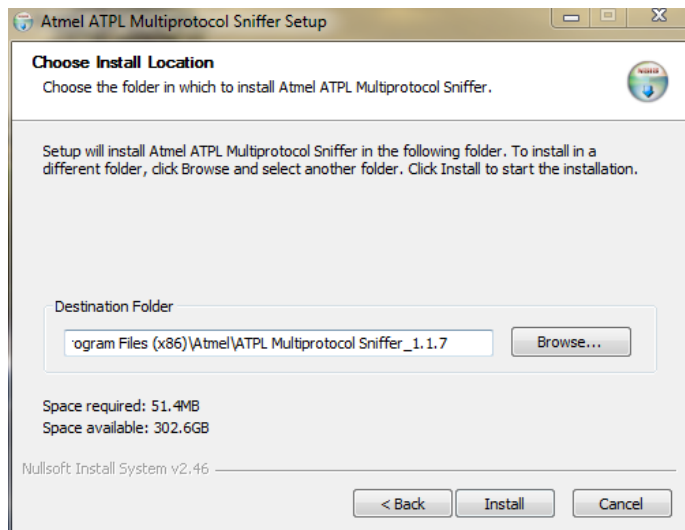 Atmel ATPL Multiprotocol Sniffer Setup
Choose Install Location
Choose the folder in which to install Atmel ATPL Multiprotocol Sniffer.
Setup will install Atmel ATPL Multiprotocol Sniffer in the following folder. To install in a
different folder, click Browse and select another folder. Click Install to start the installation.
Destination Folder
ogram Files (x86)\Atmel\ATPL Multiprotocol Sniffer_1.1.7
Browse...
Space required: 51.4MB
Space available: 302.6GB
Nullsoft Install System v2.46
< Back
Install
Cancel